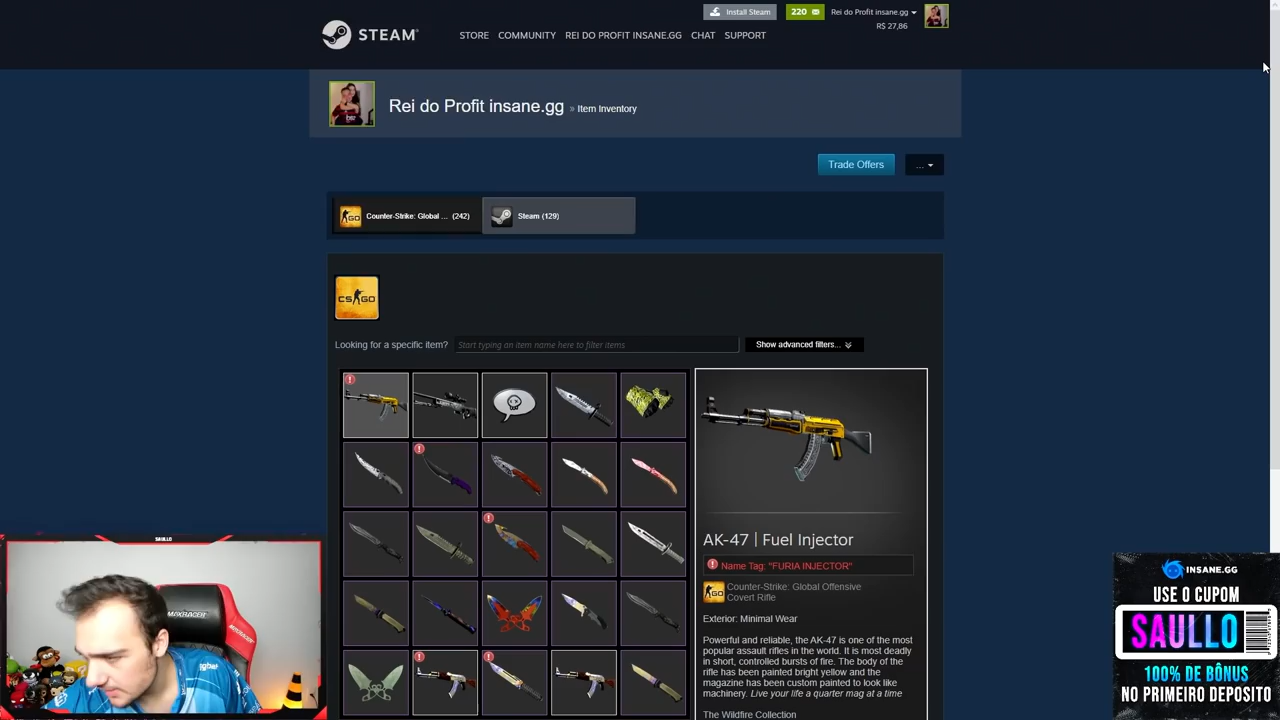 Install Steam
220
Rei do Profit insane.gg
R$ 27,86
STEAM
STORE COMMUNITY REI DO PROFIT INSANE.GG CHAT SUPPORT
Rei do Profit insane.gg » Item Inventory
Trade Offers
...
Counter-Strike: Global ... (242)
Steam (129)
CS GO
Looking for a specific item?
Start typing an item name here to filter items
Show advanced filters...
AK-47 | Fuel Injector
Name Tag: "FURIA INJECTOR"
Counter-Strike: Global Offensive
Covert Rifle
Exterior: Minimal Wear
Powerful and reliable, the AK-47 is one of the most
popular assault rifles in the world. It is most deadly
in short, controlled bursts of fire. The body of the
rifle has been painted bright yellow and the
magazine has been custom painted to look like
machinery. Live your life a quarter mag at a time
The Wildfire Collection
SAULLO
INSANE.GG
USE O CUPOM
SAULLO
100% DE BÔNUS
NO PRIMEIRO DEPOSITO